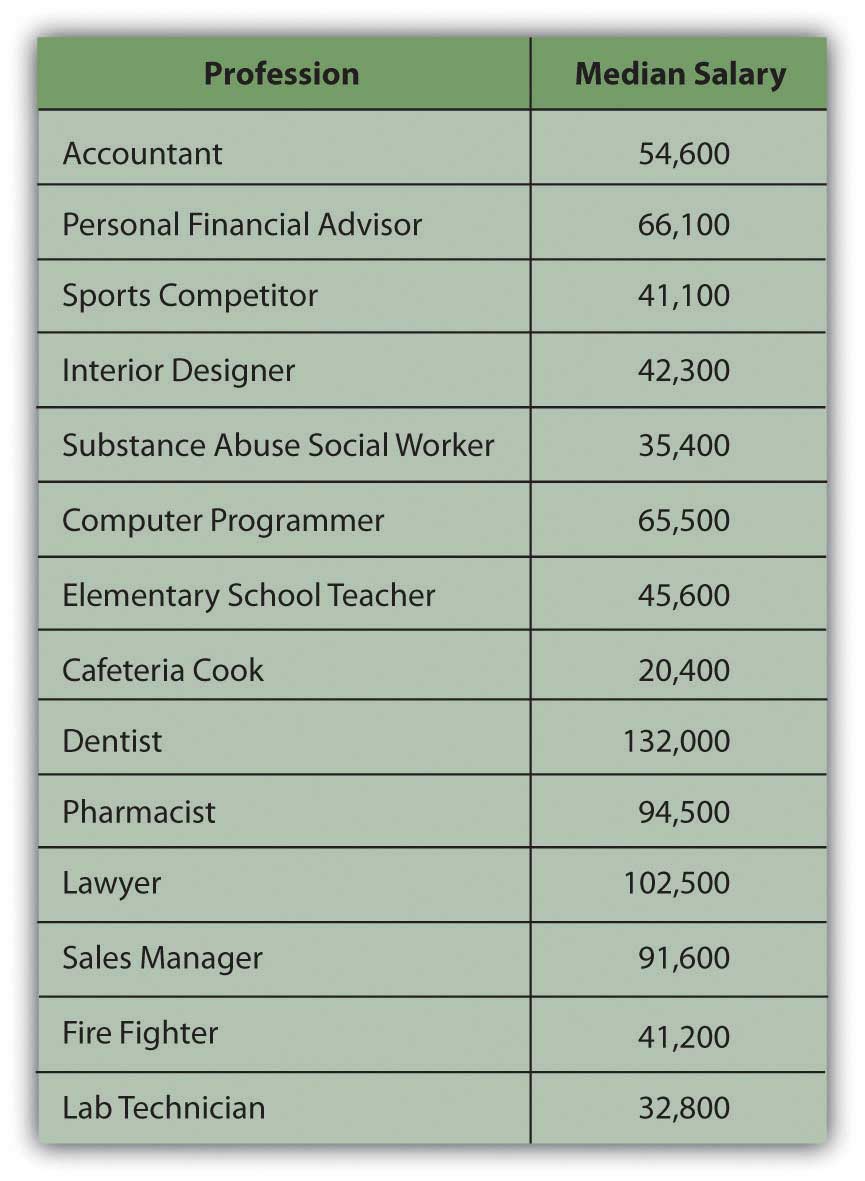 Profession Median Salary
Accountant 54,600
Personal Financial Advisor 66,100
Sports Competitor 41,100
Interior Designer 42,300
Substance Abuse Social Worker 35,400
Computer Programmer 65,500
Elementary School Teacher 45,600
Cafeteria Cook 20,400
Dentist 132,000
Pharmacist 94,500
Lawyer 102,500
Sales Manager 91,600
Fire Fighter 41,200
Lab Technician 32,800